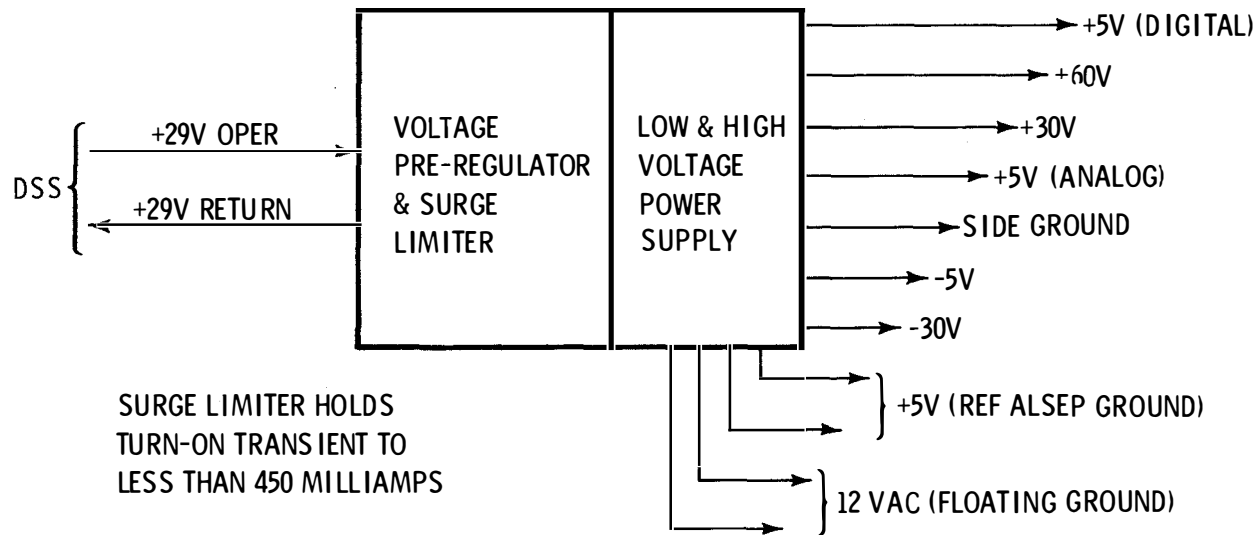 DSS
+29V OPER
+29V RETURN
VOLTAGE
PRE-REGULATOR
& SURGE
LIMITER
LOW & HIGH
VOLTAGE
POWER
SUPPLY
+5V (DIGITAL)
+60V
+30V
+5V (ANALOG)
SIDE GROUND
-5V
-30V
+5V (REF ALSEP GROUND)
12 VAC (FLOATING GROUND)
SURGE LIMITER HOLDS
TURN-ON TRANSIENT TO
LESS THAN 450 MILLIAMPS